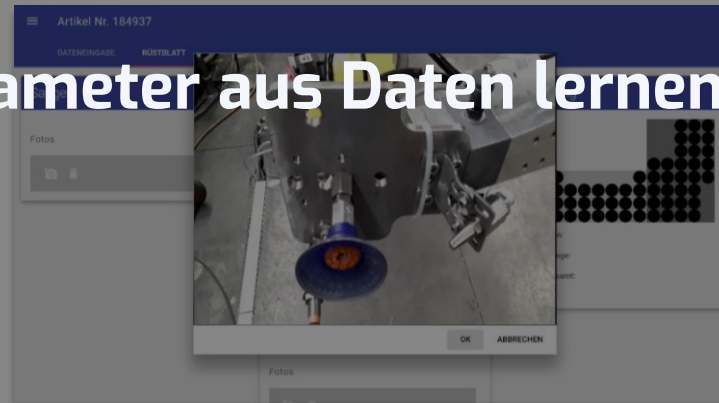 Artikel Nr. 184937
DATENEINGABE RÜSTBLATT
ameter aus Daten lernen
Fotos
OK ABBRECHEN
Fotos